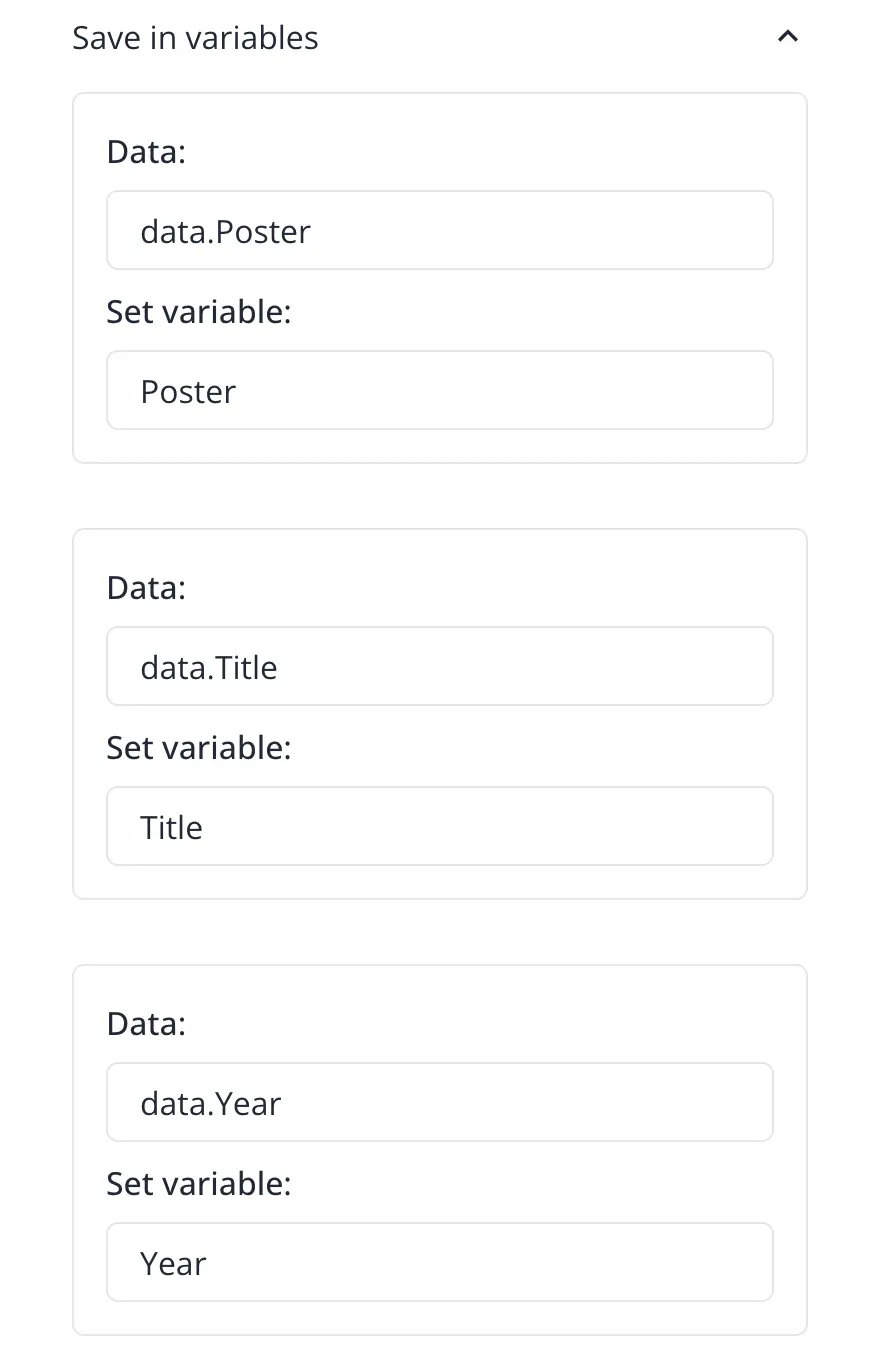 Save in variables
Data:
data.Poster
Set variable:
Poster
Data:
data.Title
Set variable:
Title
Data:
data.Year
Set variable:
Year